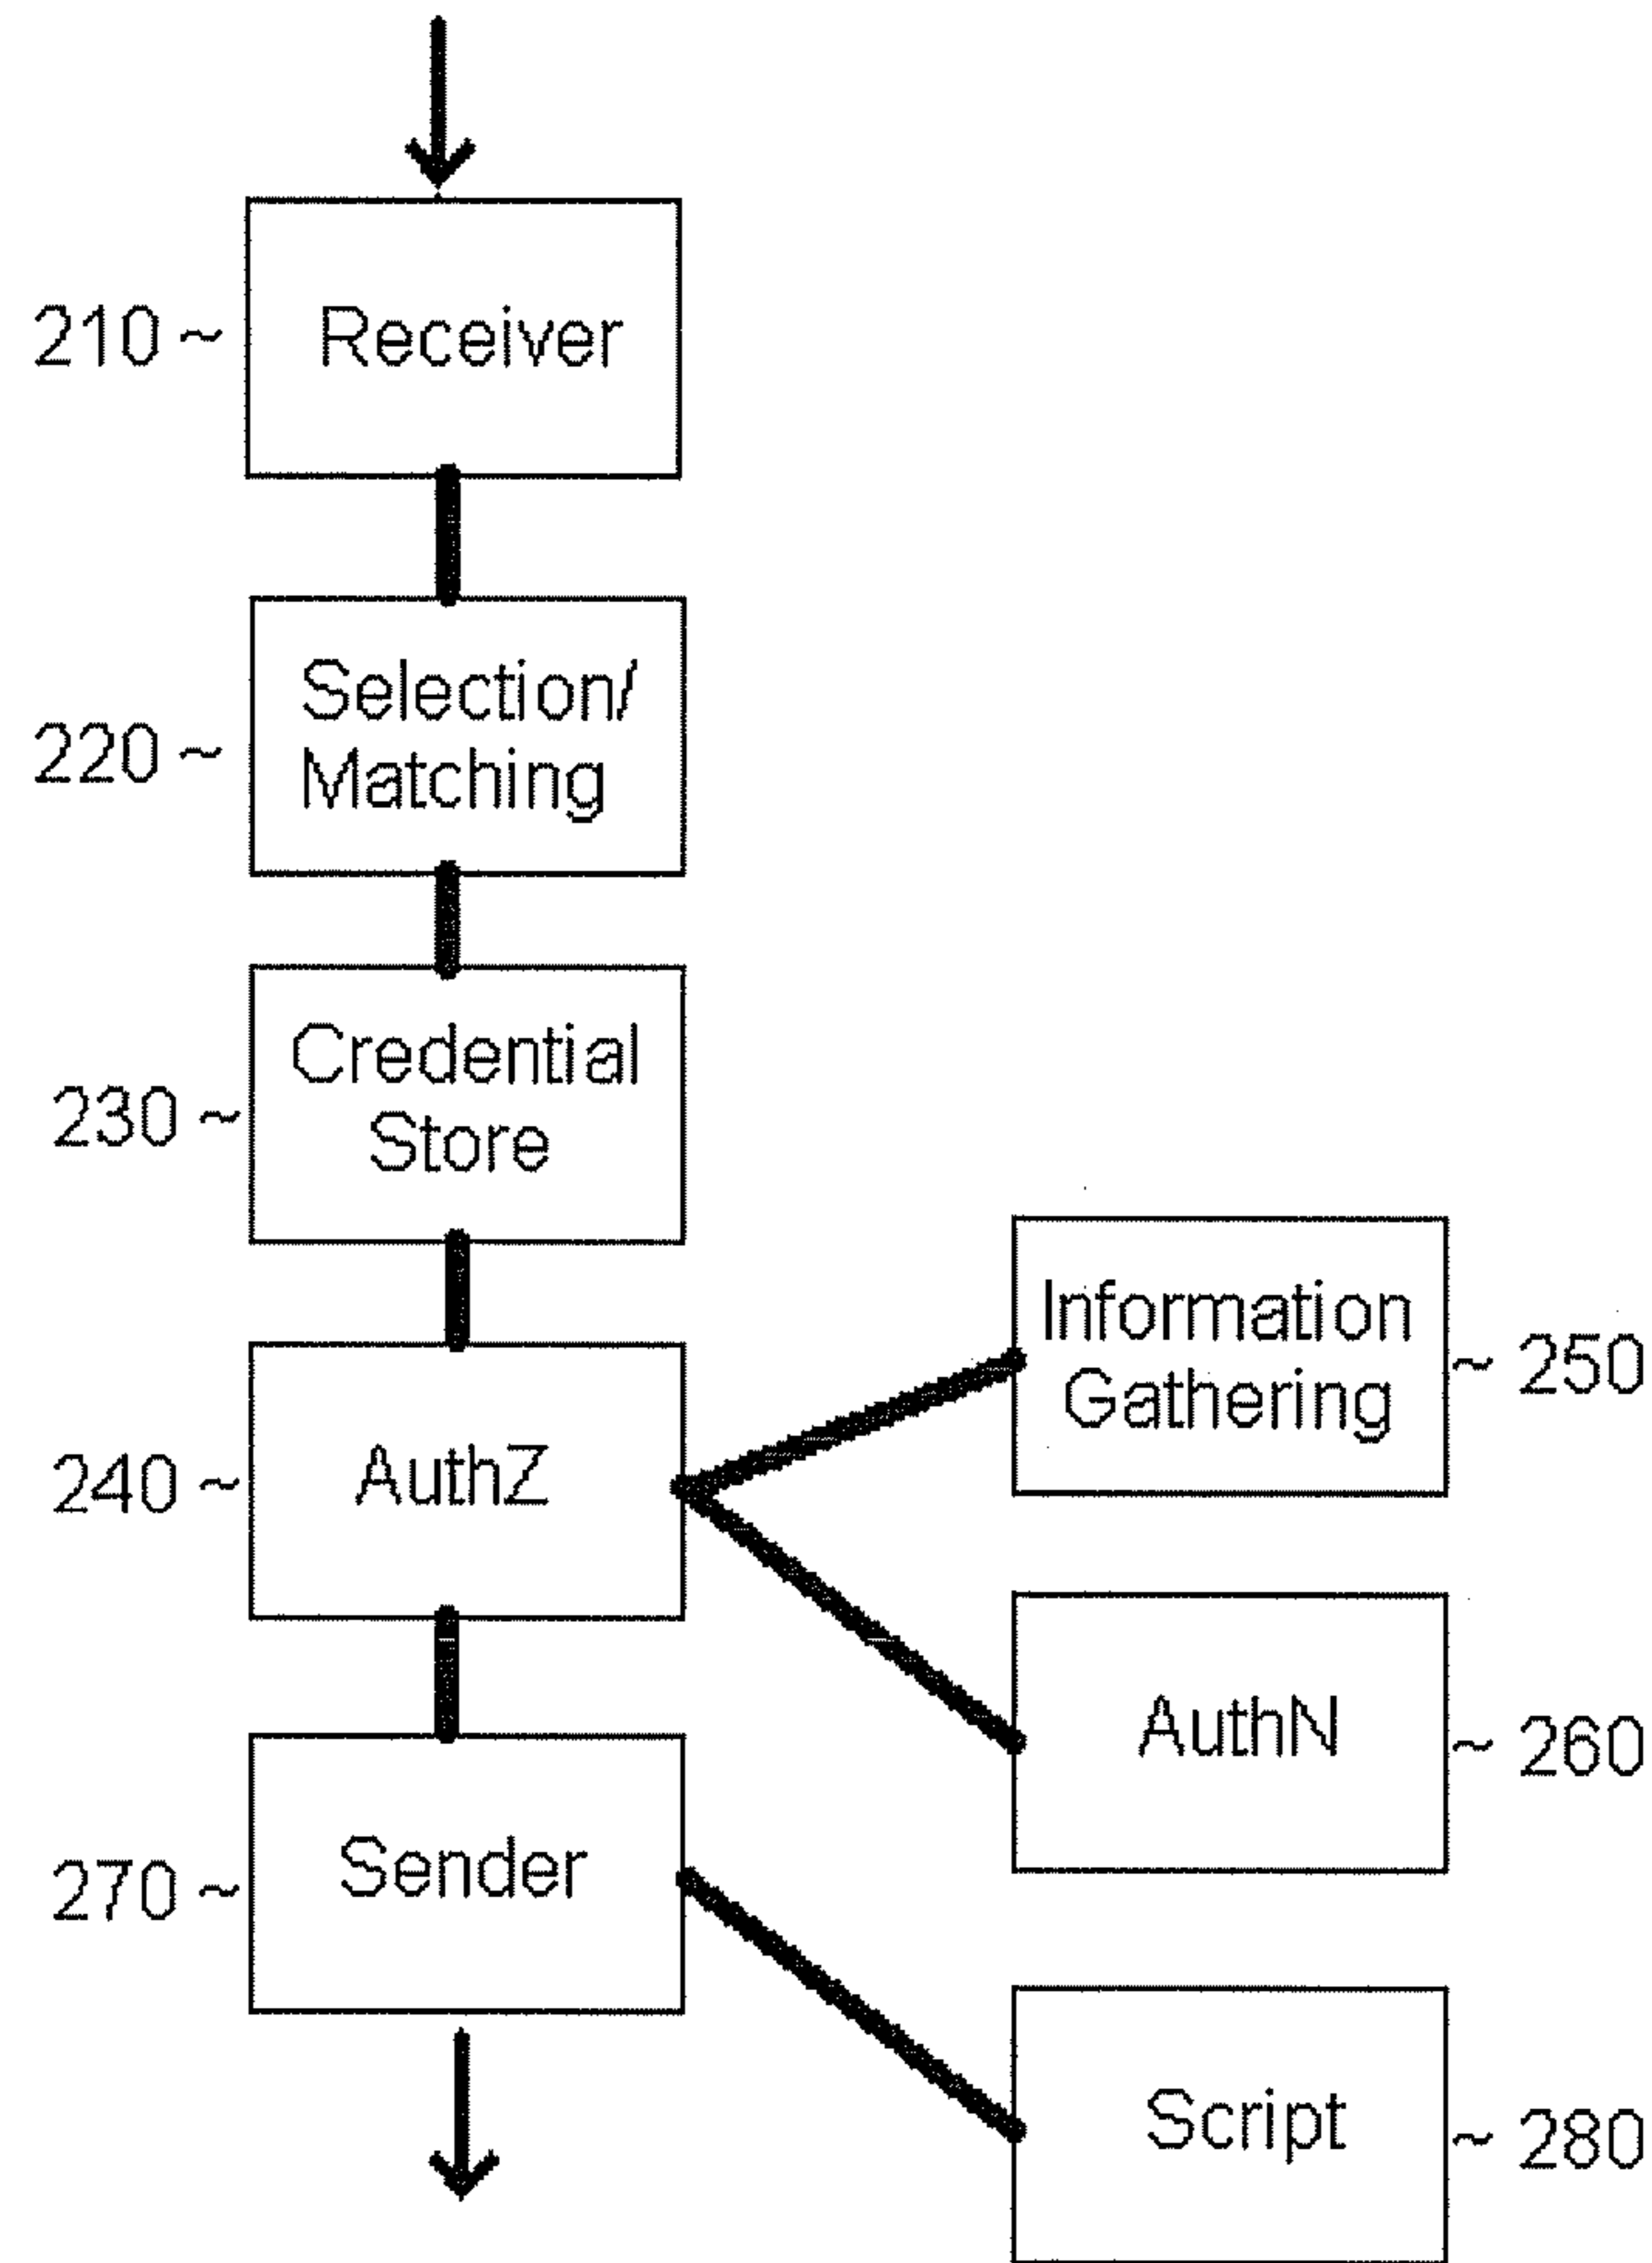 210 ~ Receiver
220 ~ Selection/
Matching
230 ~ Credential
Store
240 ~ AuthZ
Information
Gathering ~ 250
AuthN ~ 260
270 ~ Sender
Script ~ 280